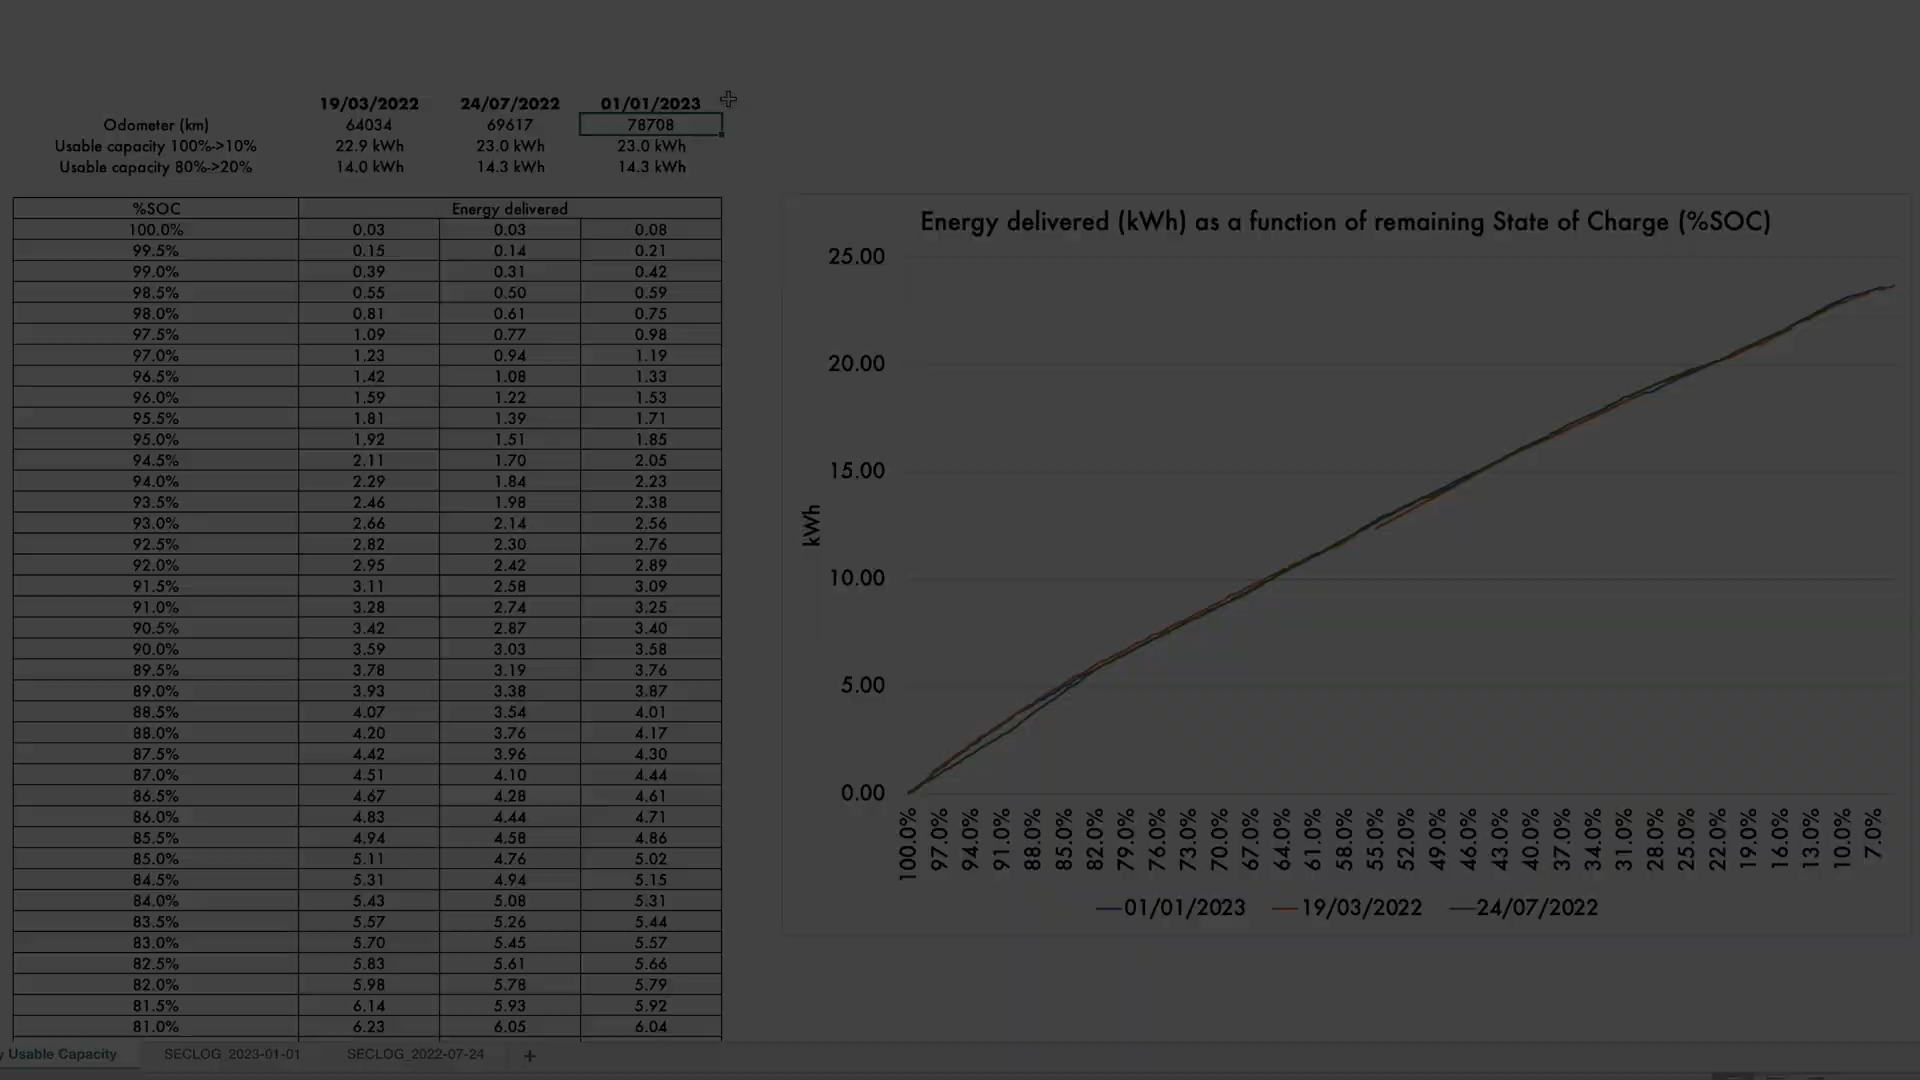 19/03/2022 24/07/2022 01/01/2023
Odometer (km) 64034 69617 78708
Usable capacity 100%->10% 22.9 kWh 23.0 kWh 23.0 kWh
Usable capacity 80%->20% 14.0 kWh 14.3 kWh 14.3 kWh
%SOC Energy delivered
100.0% 0.03 0.03 0.08
99.5% 0.15 0.14 0.21
99.0% 0.39 0.31 0.42
98.5% 0.55 0.50 0.59
98.0% 0.81 0.61 0.75
97.5% 1.09 0.77 0.98
97.0% 1.23 0.94 1.19
96.5% 1.42 1.08 1.33
96.0% 1.59 1.22 1.53
95.5% 1.81 1.39 1.71
95.0% 1.92 1.51 1.85
94.5% 2.11 1.70 2.05
94.0% 2.29 1.84 2.23
93.5% 2.46 1.98 2.38
93.0% 2.66 2.14 2.56
92.5% 2.82 2.30 2.76
92.0% 2.95 2.42 2.89
91.5% 3.11 2.58 3.09
91.0% 3.28 2.74 3.25
90.5% 3.42 2.87 3.40
90.0% 3.59 3.03 3.58
89.5% 3.78 3.19 3.76
89.0% 3.93 3.38 3.87
88.5% 4.07 3.54 4.01
88.0% 4.20 3.76 4.17
87.5% 4.42 3.96 4.30
87.0% 4.51 4.10 4.44
86.5% 4.67 4.28 4.61
86.0% 4.83 4.44 4.71
85.5% 4.94 4.58 4.86
85.0% 5.11 4.76 5.02
84.5% 5.31 4.94 5.15
84.0% 5.43 5.08 5.31
83.5% 5.57 5.26 5.44
83.0% 5.70 5.45 5.57
82.5% 5.83 5.61 5.66
82.0% 5.98 5.78 5.79
81.5% 6.14 5.93 5.92
81.0% 6.23 6.05 6.04
Energy delivered (kWh) as a function of remaining State of Charge (%SOC)
25.00
20.00
15.00
10.00
5.00
0.00
kWh
100.0% 97.0% 94.0% 91.0% 88.0% 85.0% 82.0% 79.0% 76.0% 73.0% 70.0% 67.0% 64.0% 61.0% 58.0% 55.0% 52.0% 49.0% 46.0% 43.0% 40.0% 37.0% 34.0% 31.0% 28.0% 25.0% 22.0% 19.0% 16.0% 13.0% 10.0% 7.0%
01/01/2023 19/03/2022 24/07/2022
y Usable Capacity SECLOG_2023-01-01 SECLOG_2022-07-24 +